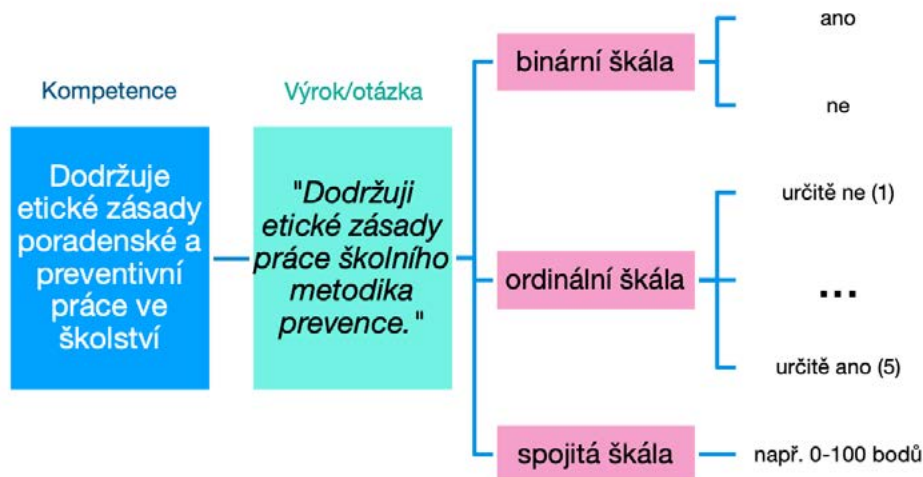 Kompetence
Dodržuje
etické zásady
poradenské a
preventivní
práce ve
školství
Výrok/otázka
"Dodržuji
etické zásady
práce školního
metodika
prevence."
binární škála
ano
ne
ordinální škála
určitě ne (1)
...
určitě ano (5)
spojitá škála
např. 0-100 bodů